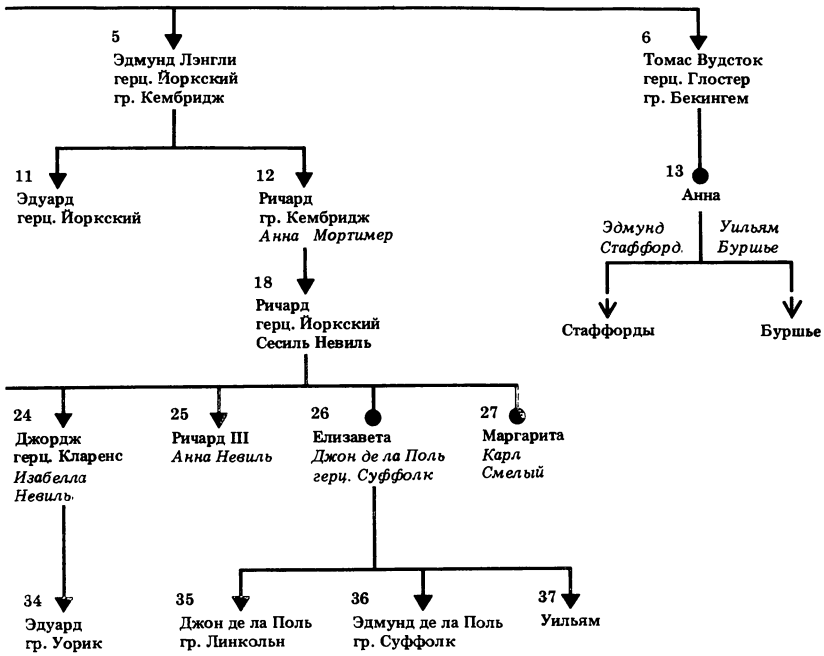 5
Эдмунд Лэнгли
герц. Йоркский
гр. Кембридж
6
Томас Вудсток
герц. Глостер
гр. Бекингем
11
Эдуард
герц. Йоркский
12
Ричард
гр. Кембридж
Анна Мортимер
13
Анна
Эдмунд
Стаффорд.
Уильям
Буршье
Стаффорды
Буршье
18
Ричард
герц. Йоркский
Сесиль Невиль
24
Джордж
герц. Кларенс
Изабелла
Невиль.
25
Ричард III
Анна Невиль
26
Елизавета
Джон де ла Поль
герц. Суффолк
27
Маргарита
Карл
Смелый
34
Эдуард
гр. Уорик
35
Джон де ла Поль
гр. Линкольн
36
Эдмунд де ла Поль
гр. Суффолк
37
Уильям